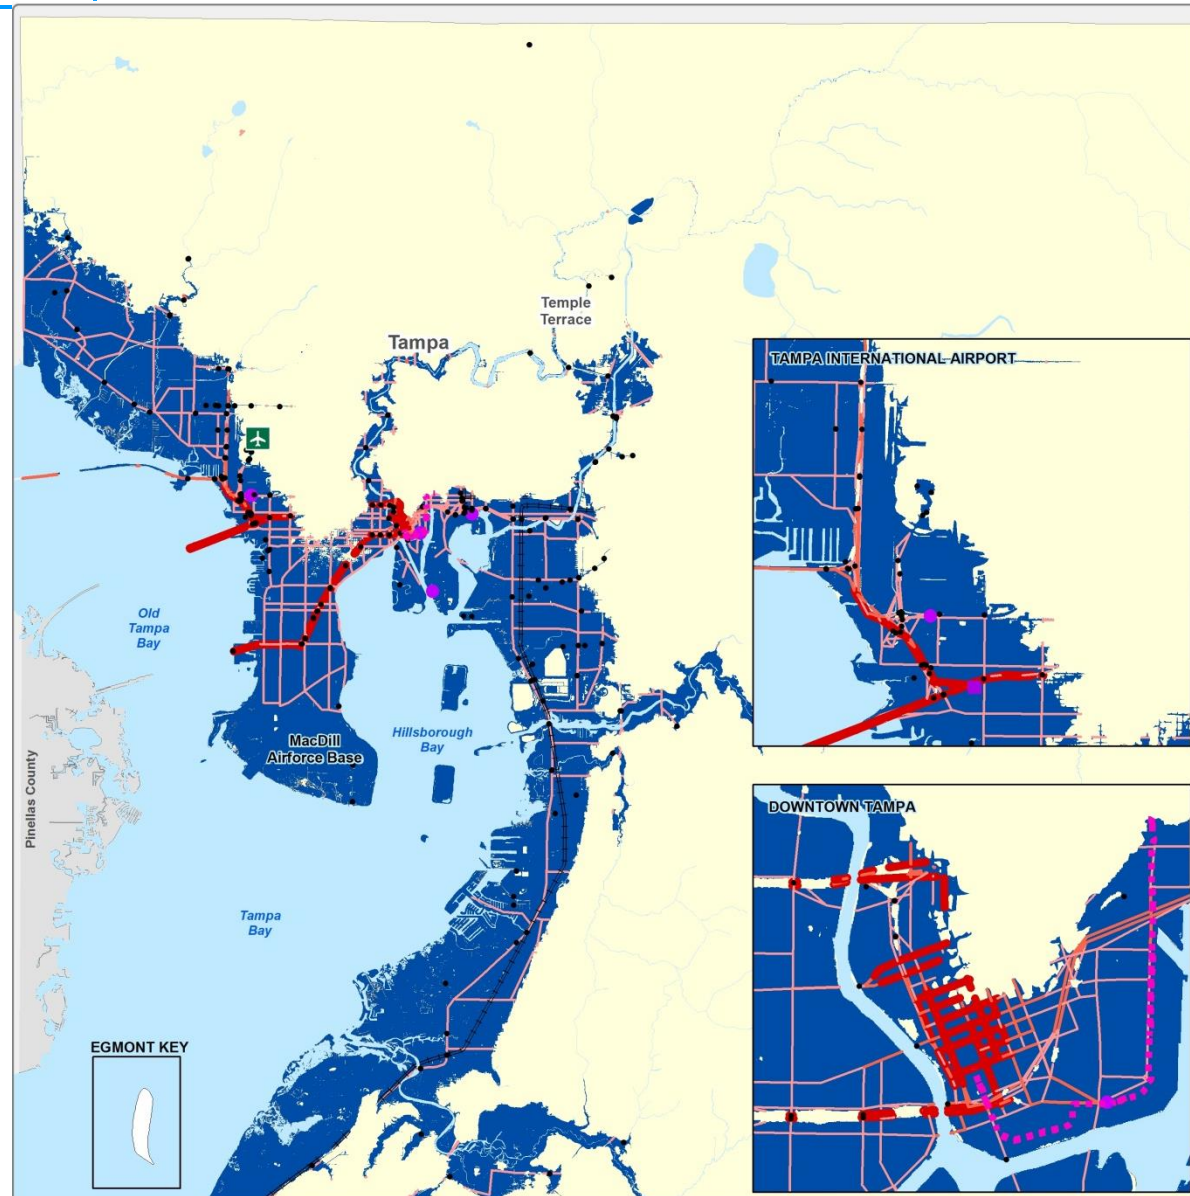 Temple
Terrace
Tampa
TAMPA INTERNATIONAL AIRPORT
Old
Tampa
Bay
MacDill
Airforce Base
Hillsborough
Bay
Pinellas County
DOWNTOWN TAMPA
Tampa
Bay
EGMONT KEY